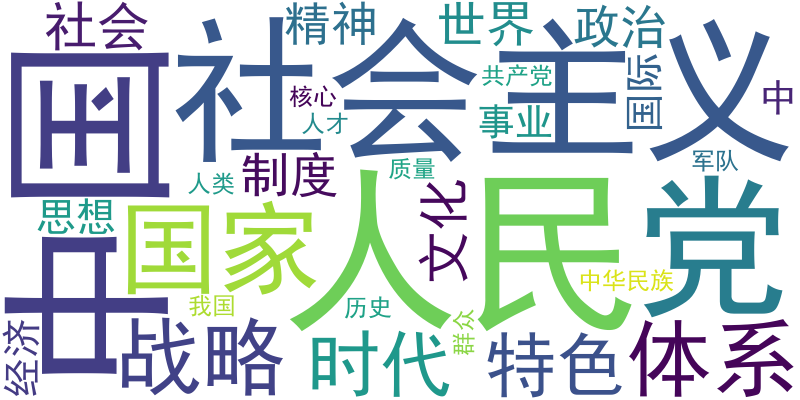 社会
精神
世界
政治
中国
社会主义
共产党
国际
核心
人才
事业
中
人类
制度
质量
军队
思想
国家
人民
文化
党
中华民族
我国
历史
群众
经济
战略
时代
特色
体系